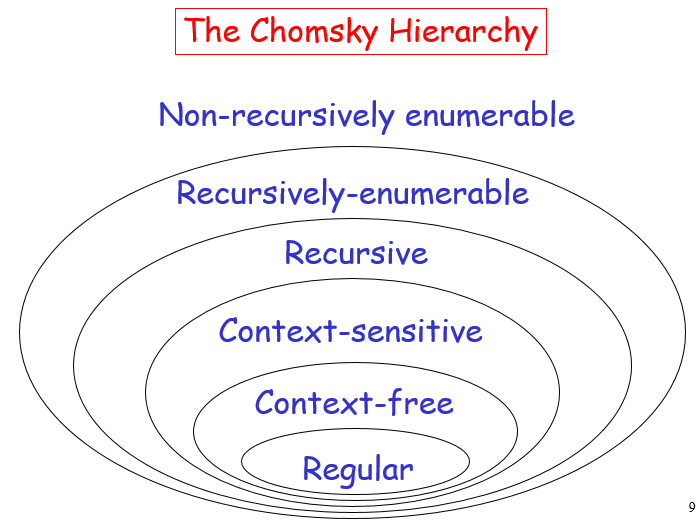 The Chomsky Hierarchy
Non-recursively enumerable
Recursively-enumerable
Recursive
Context-sensitive
Context-free
Regular
9